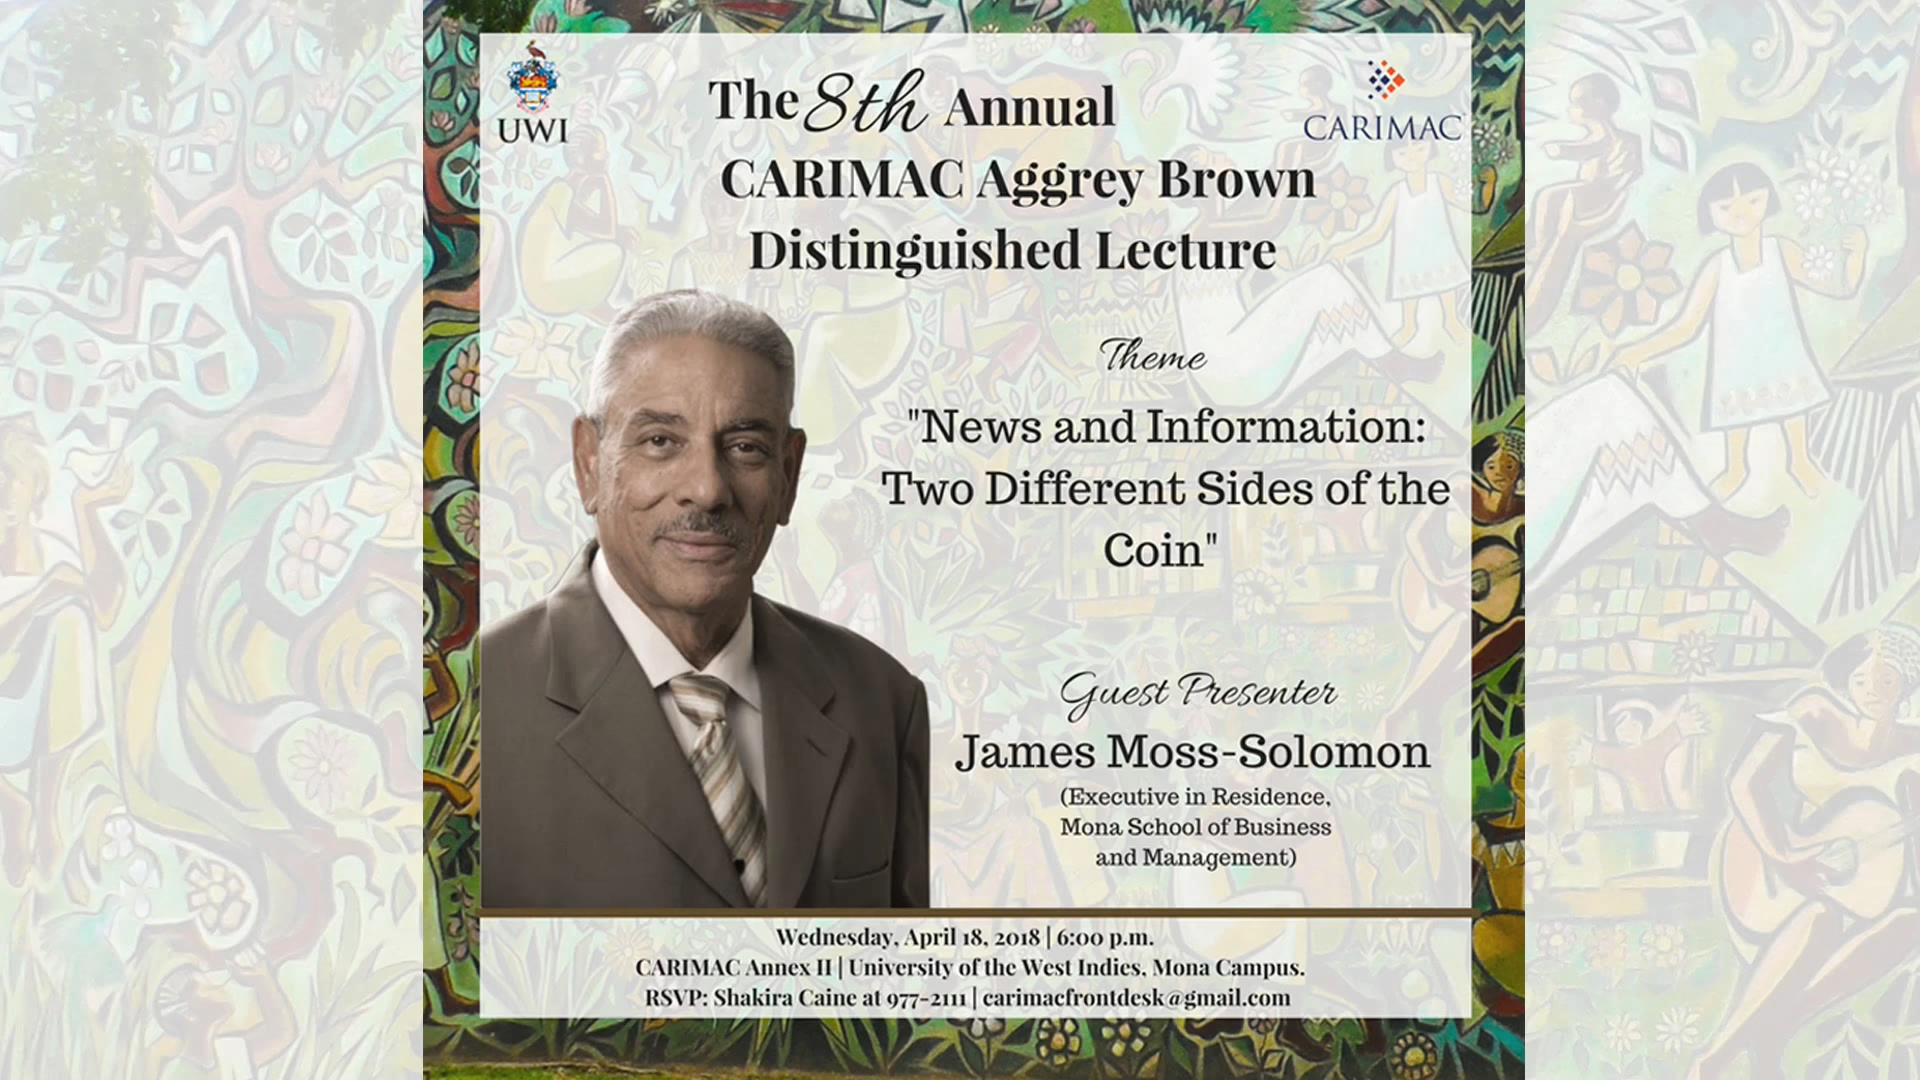 UWI
CARIMAC
The 8th Annual
CARIMAC Aggrey Brown
Distinguished Lecture
Theme
"News and Information:
Two Different Sides of the
Coin"
Guest Presenter
James Moss-Solomon
(Executive in Residence,
Mona School of Business
and Management)
Wednesday, April 18, 2018 | 6:00 p.m.
CARIMAC Annex II | University of the West Indies, Mona Campus.
RSVP: Shakira Caine at 977-2111 | carimacfrontdesk@gmail.com